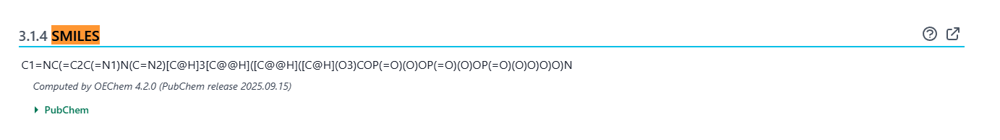 3.1.4 SMILES
C1=NC(=C2C(=N1)N(C=N2)[C@H]3[C@@H]([C@@H]([C@H](O3)COP(=O)(O)OP(=O)(O)OP(=O)(O)O)O)O)N
Computed by OEChem 4.2.0 (PubChem release 2025.09.15)
PubChem